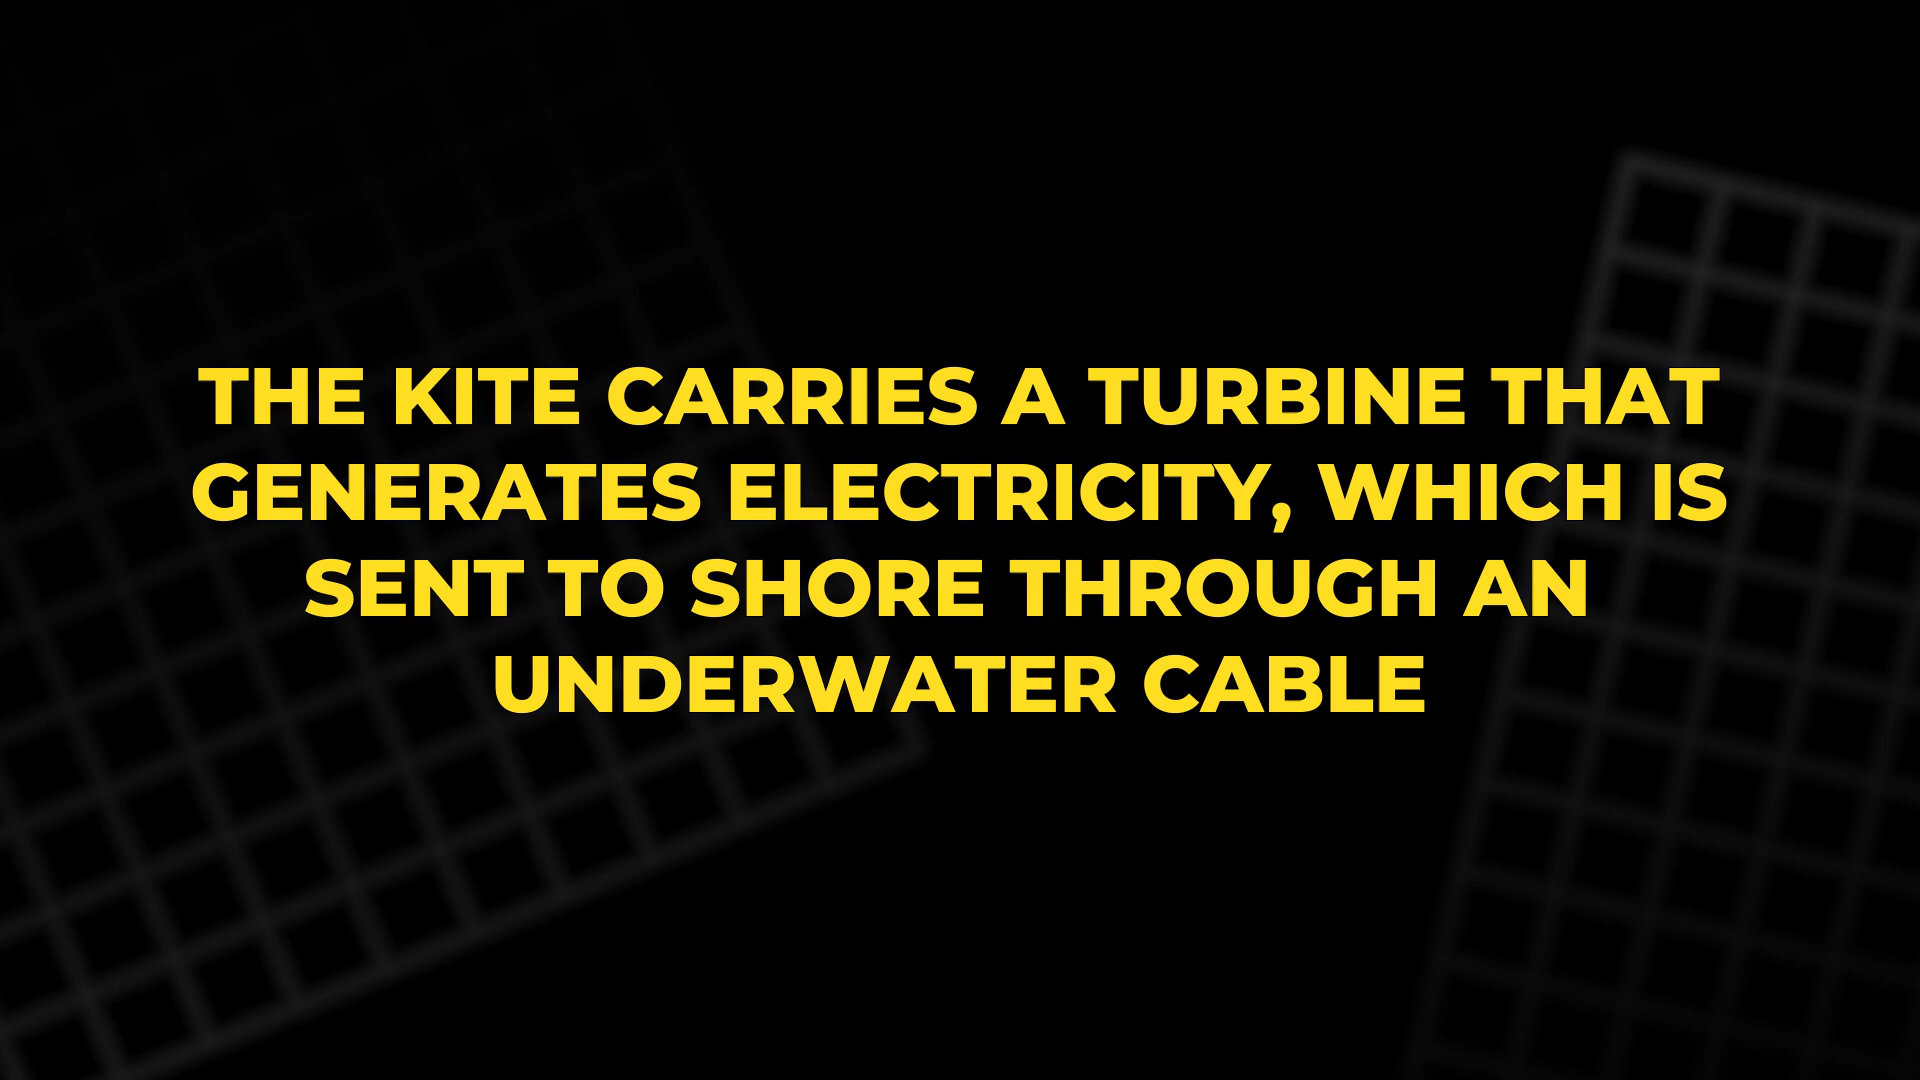 THE KITE CARRIES A TURBINE THAT
GENERATES ELECTRICITY, WHICH IS
SENT TO SHORE THROUGH AN
UNDERWATER CABLE